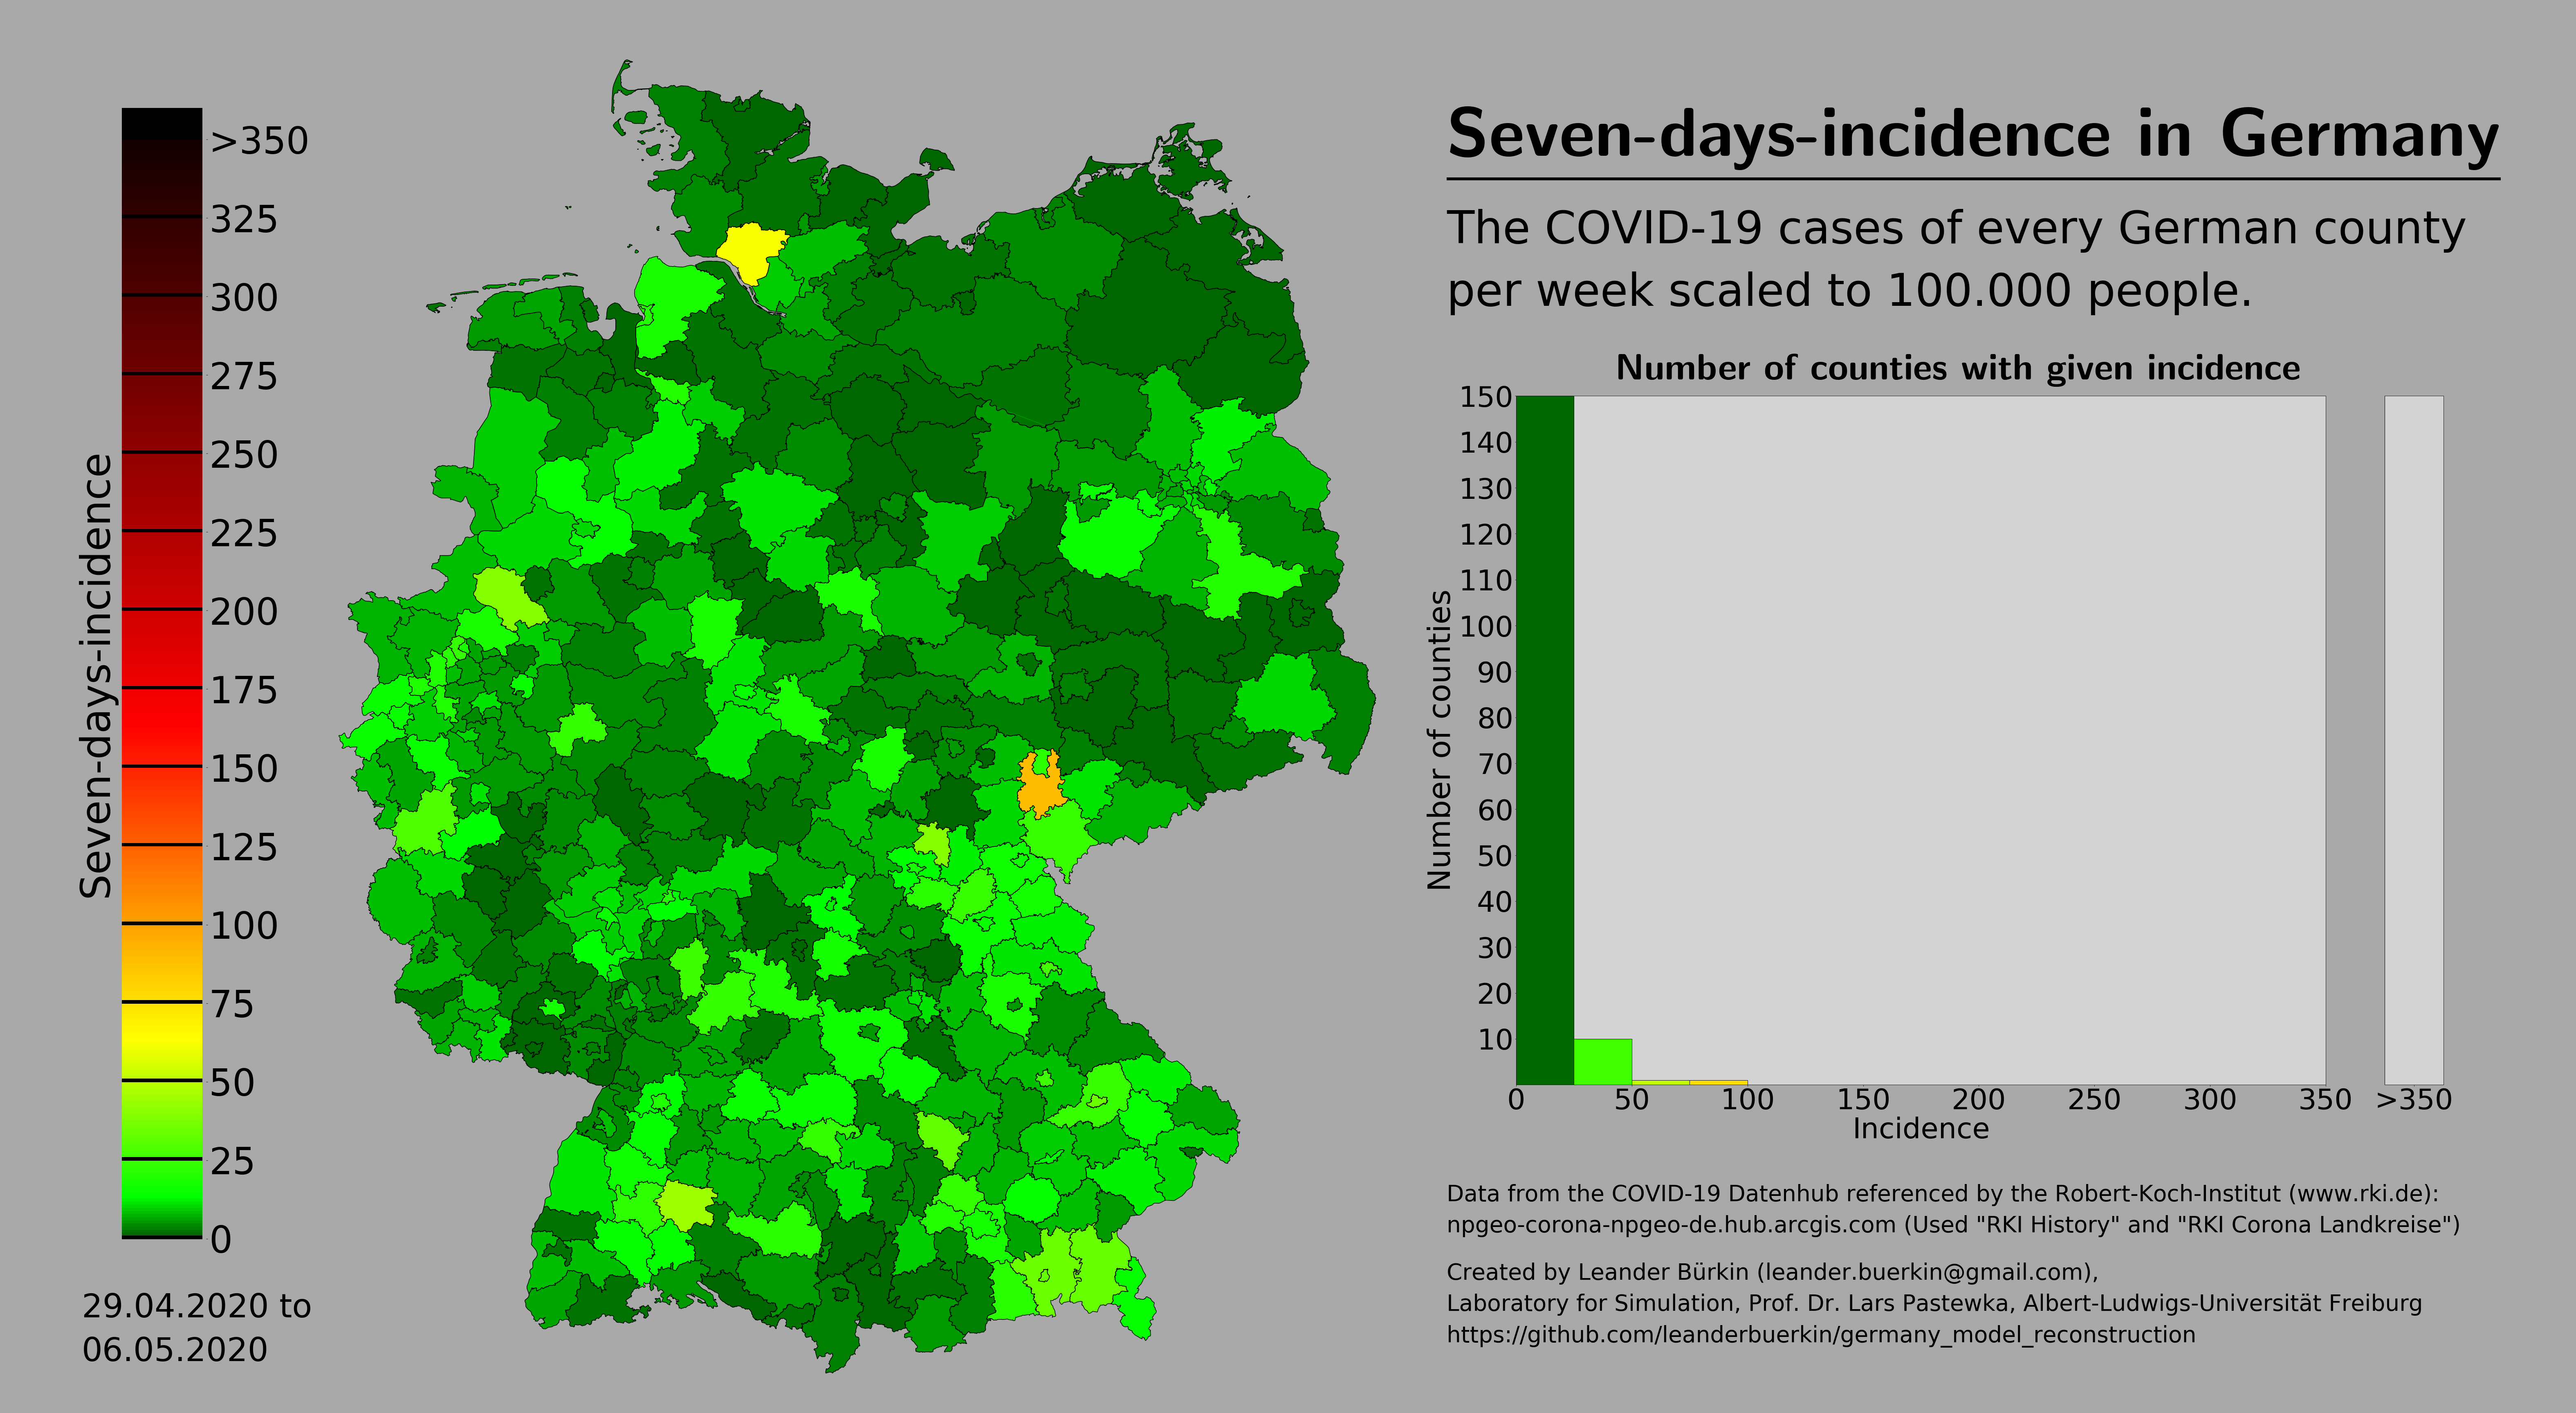 Seven-days-incidence in Germany
The COVID-19 cases of every German county
per week scaled to 100.000 people.
Seven-days-incidence
>350
325
300
275
250
225
200
175
150
125
100
75
50
25
0
29.04.2020 to
06.05.2020
Number of counties with given incidence
Number of counties
150
140
130
120
110
100
90
80
70
60
50
40
30
20
10
0 50 100 150 200 250 300 350 >350
Incidence
Data from the COVID-19 Datenhub referenced by the Robert-Koch-Institut (www.rki.de):
npgeo-corona-npgeo-de.hub.arcgis.com (Used "RKI History" and "RKI Corona Landkreise")
Created by Leander Bürkin (leander.buerkin@gmail.com),
Laboratory for Simulation, Prof. Dr. Lars Pastewka, Albert-Ludwigs-Universität Freiburg
https://github.com/leanderbuerkin/germany_model_reconstruction